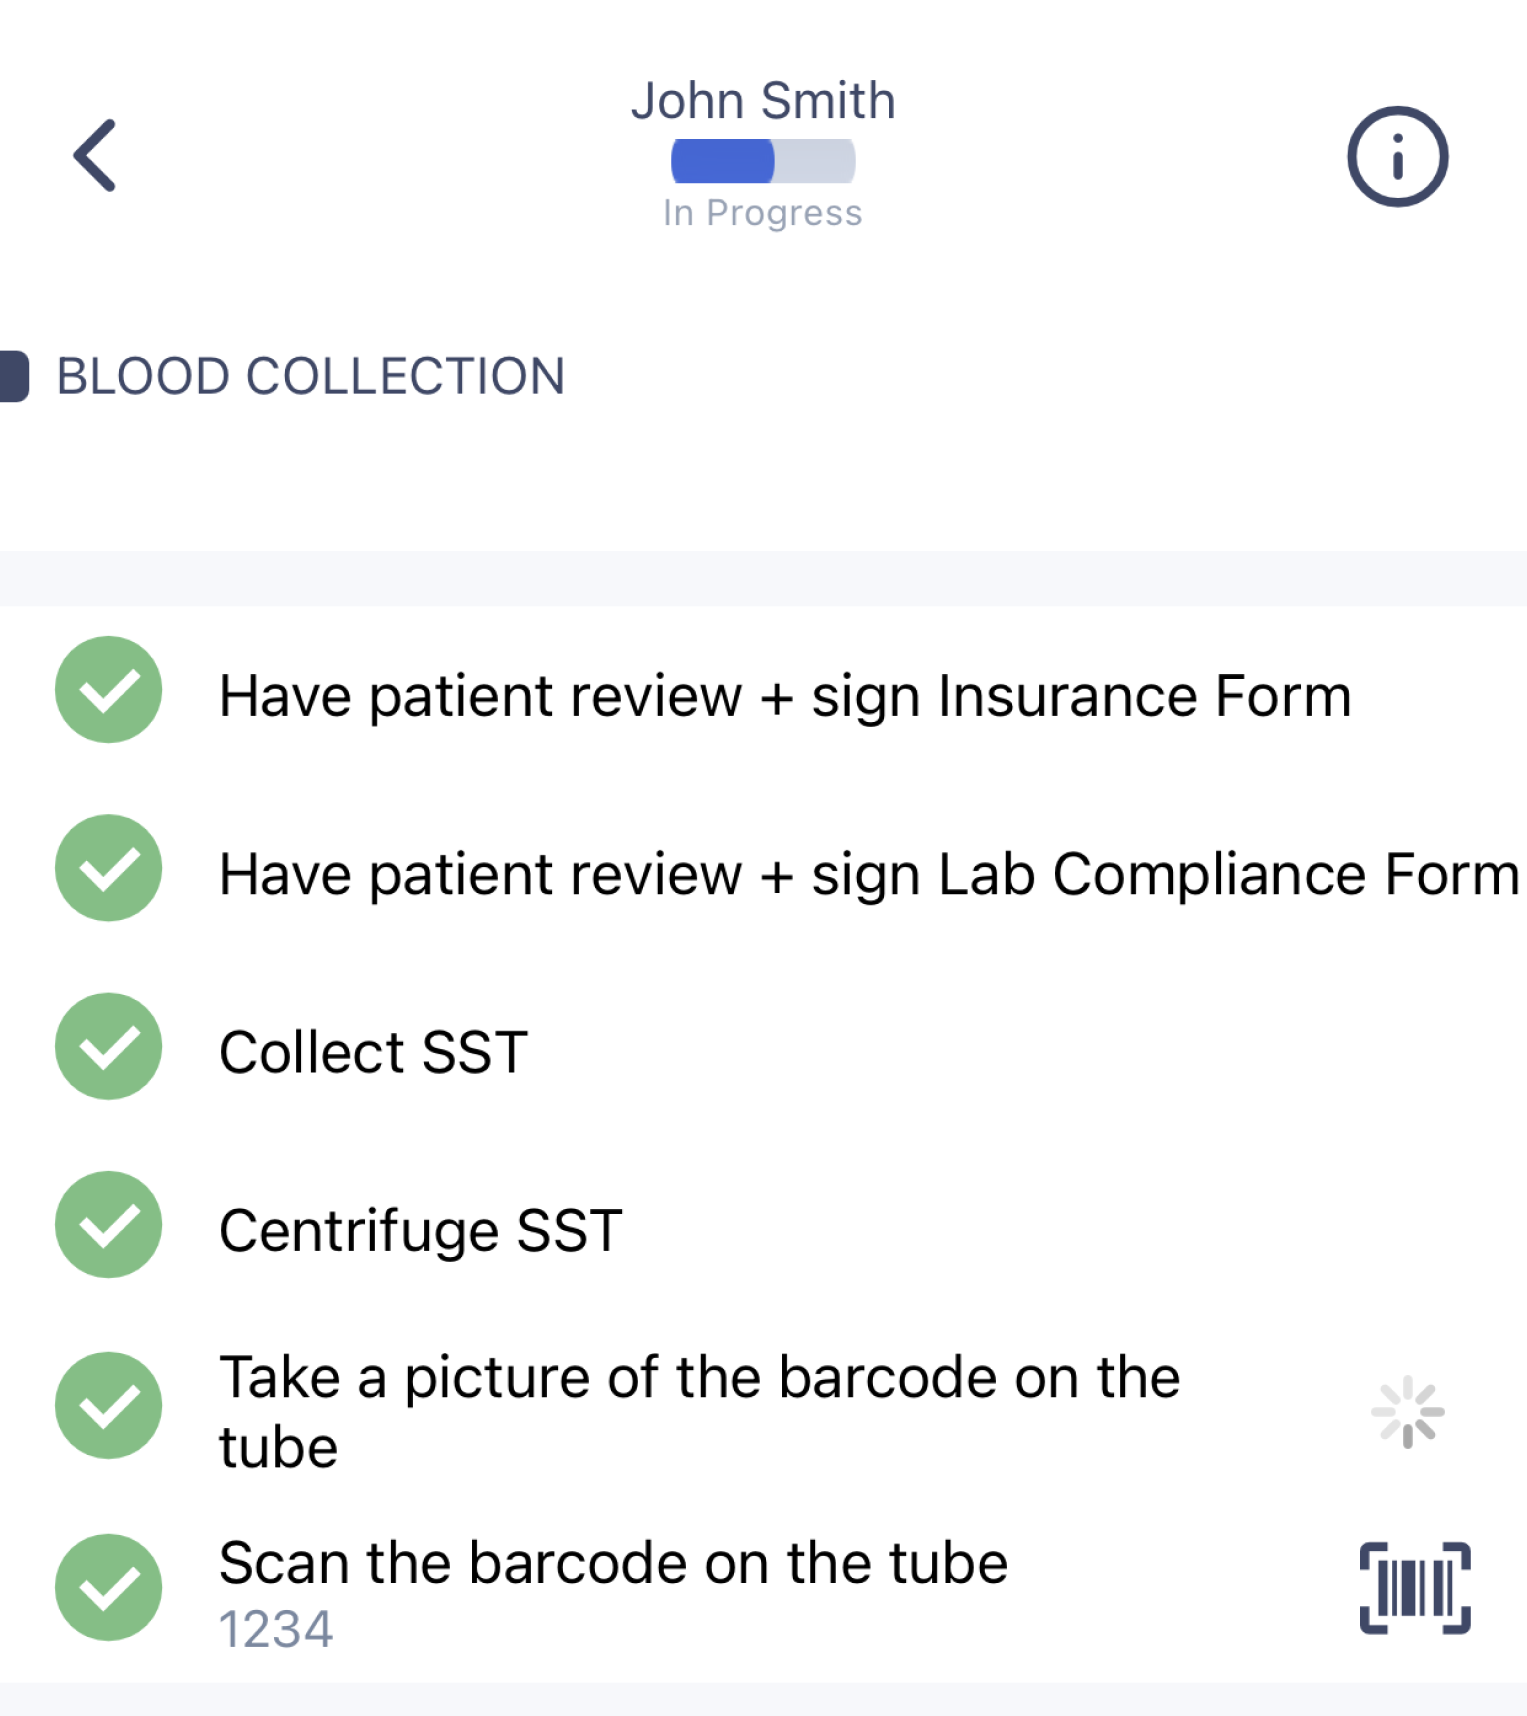 John Smith
In Progress
BLOOD COLLECTION
Have patient review + sign Insurance Form
Have patient review + sign Lab Compliance Form
Collect SST
Centrifuge SST
Take a picture of the barcode on the
tube
Scan the barcode on the tube
1234